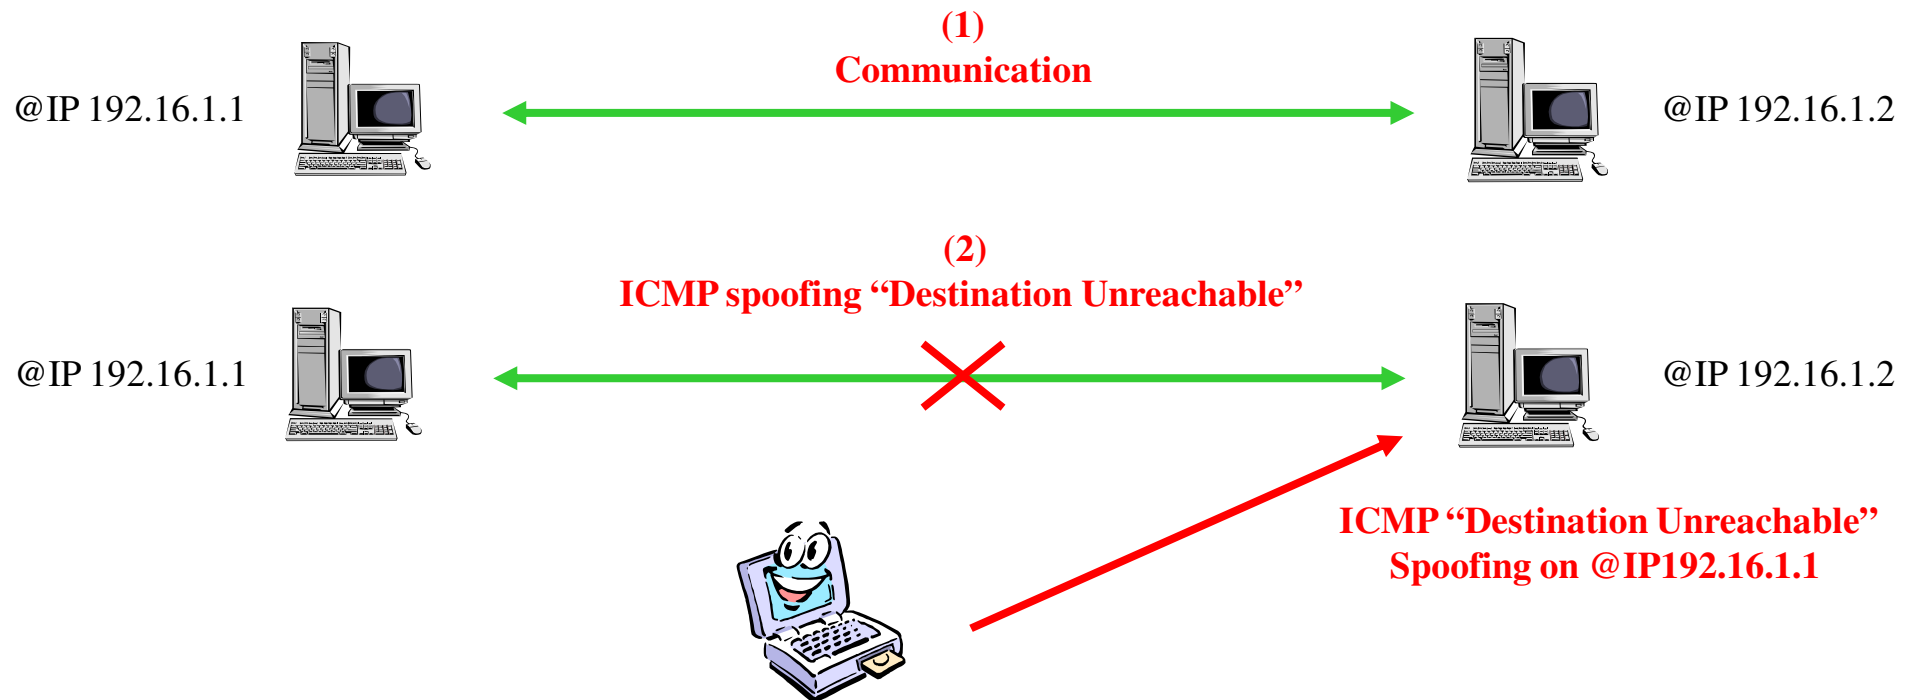 (1)
Communication
@IP 192.16.1.1
@IP 192.16.1.2
(2)
ICMP spoofing “Destination Unreachable”
@IP 192.16.1.1
@IP 192.16.1.2
ICMP “Destination Unreachable”
Spoofing on @IP192.16.1.1